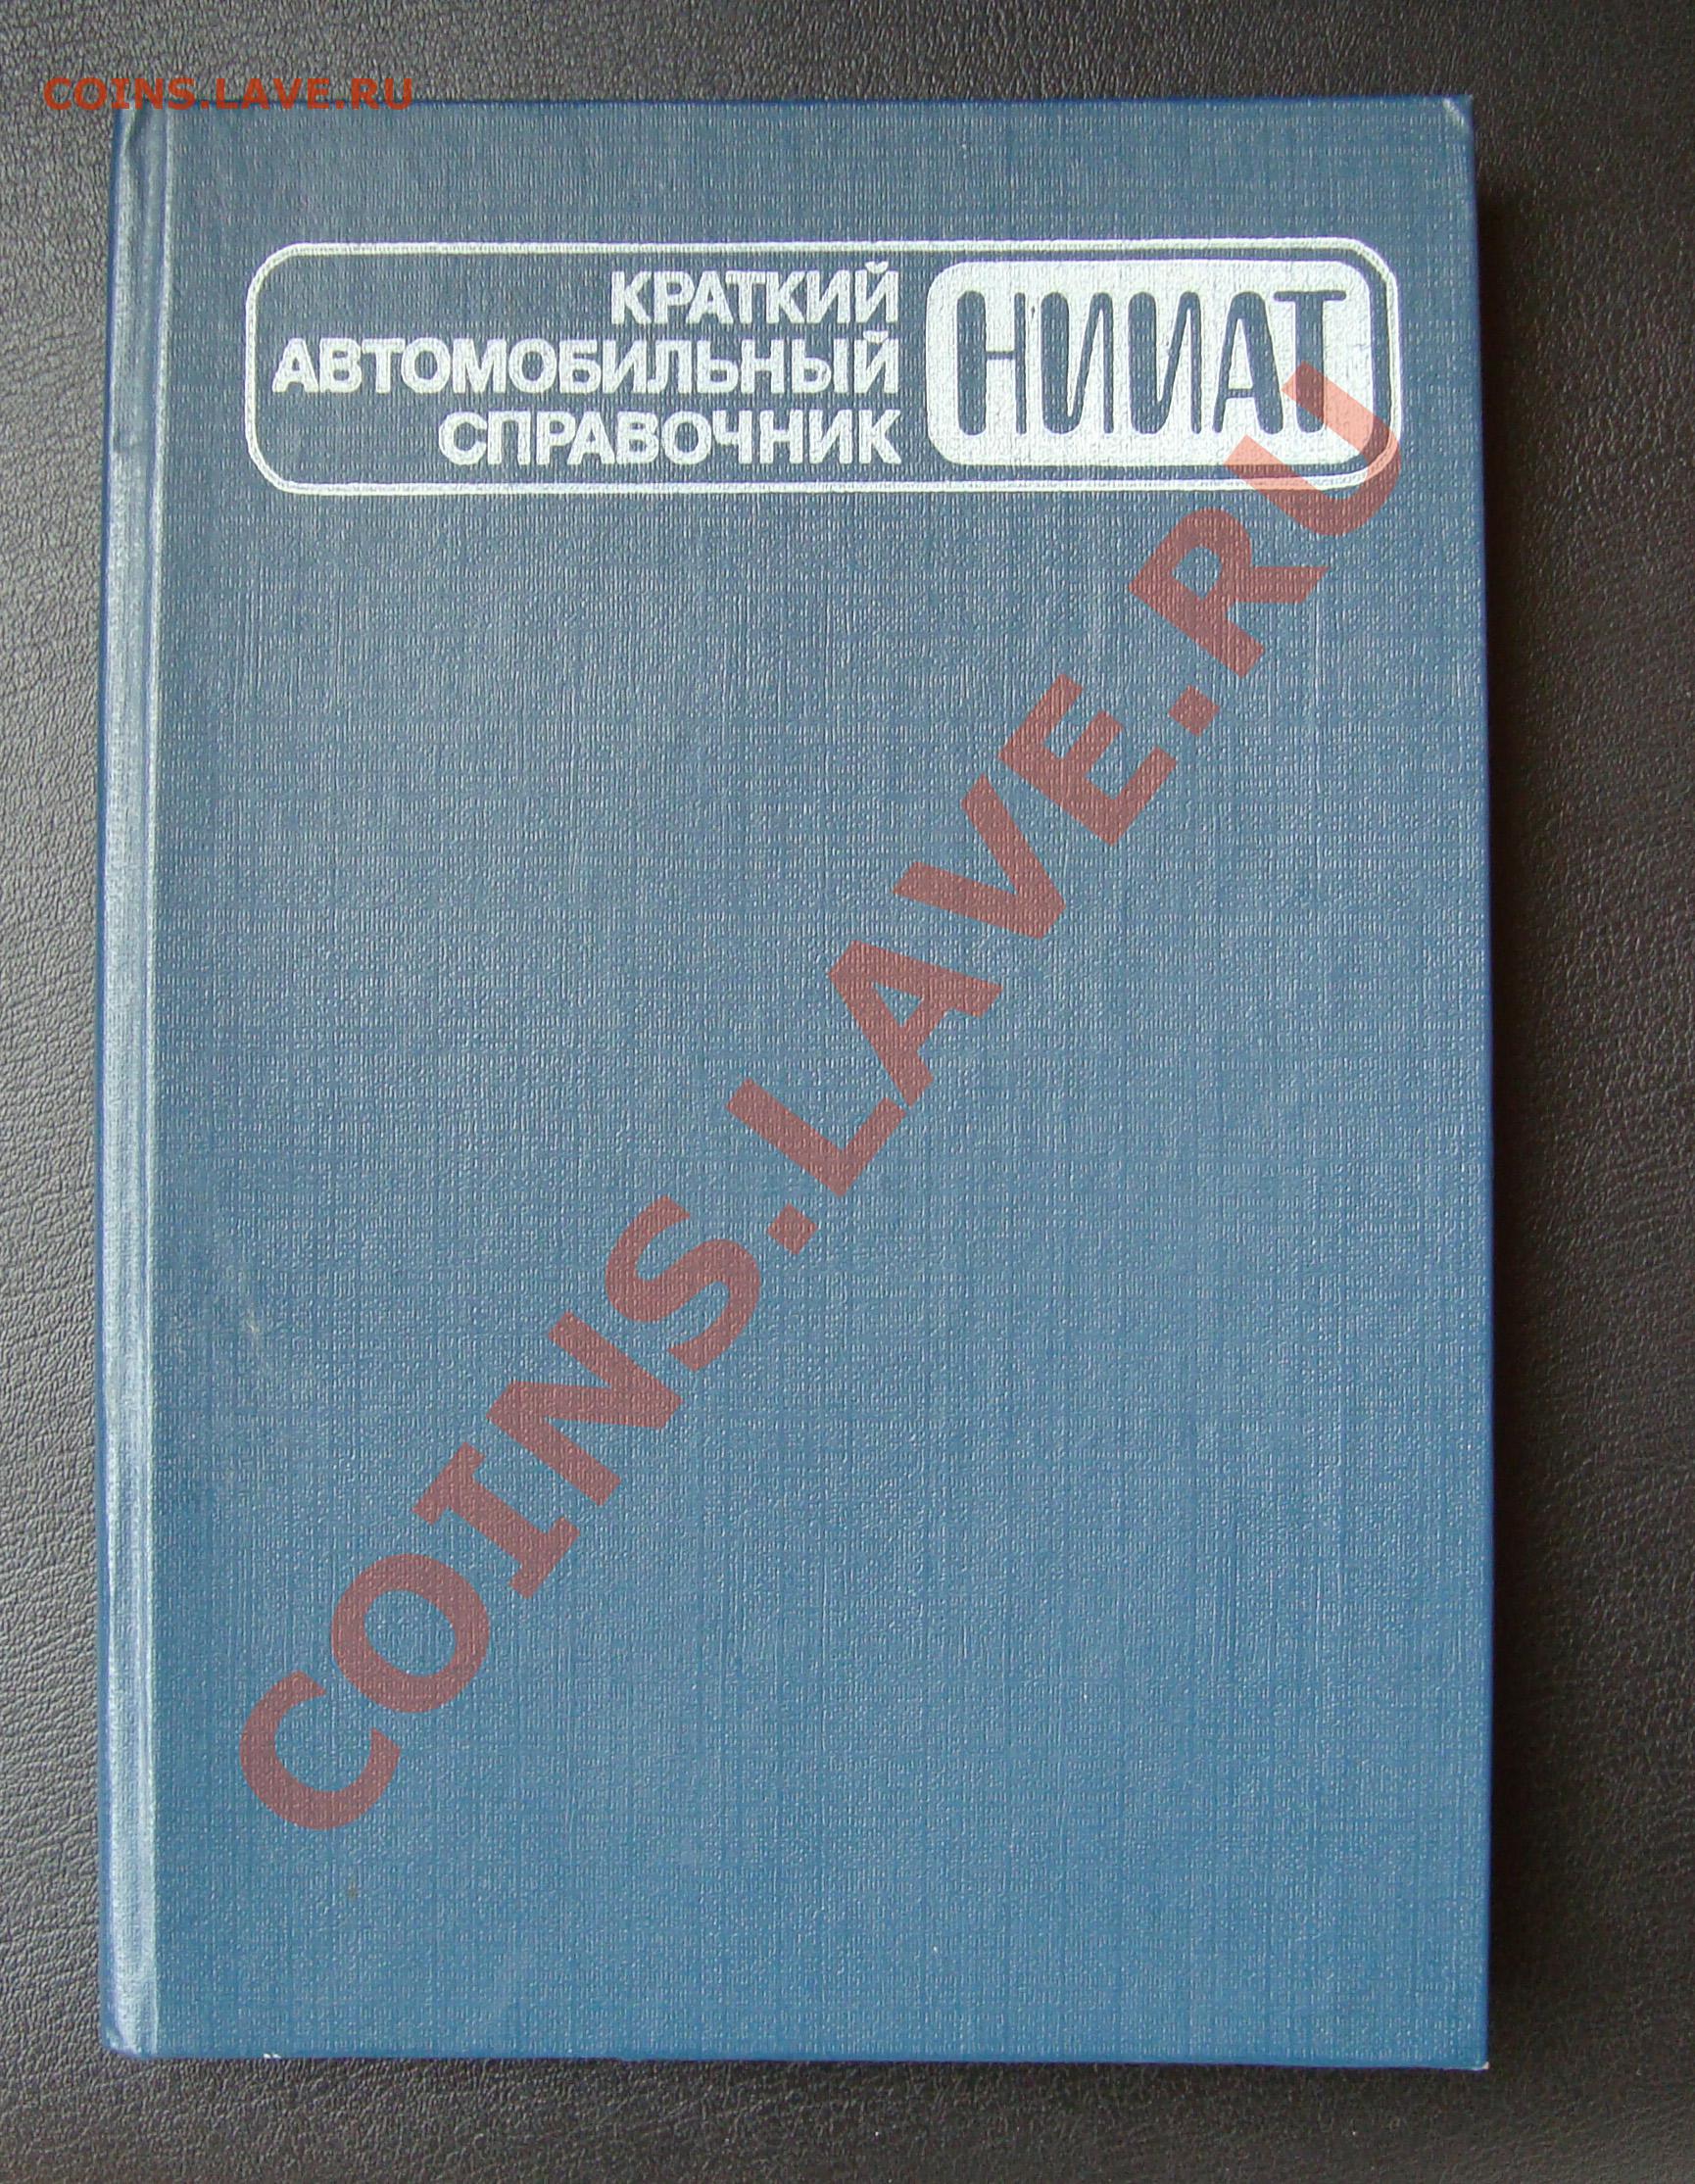 COINS.LAVE.RU
КРАТКИЙ
АВТОМОБИЛЬНЫЙ
СПРАВОЧНИК
НИИАТ
COINS.LAVE.RU